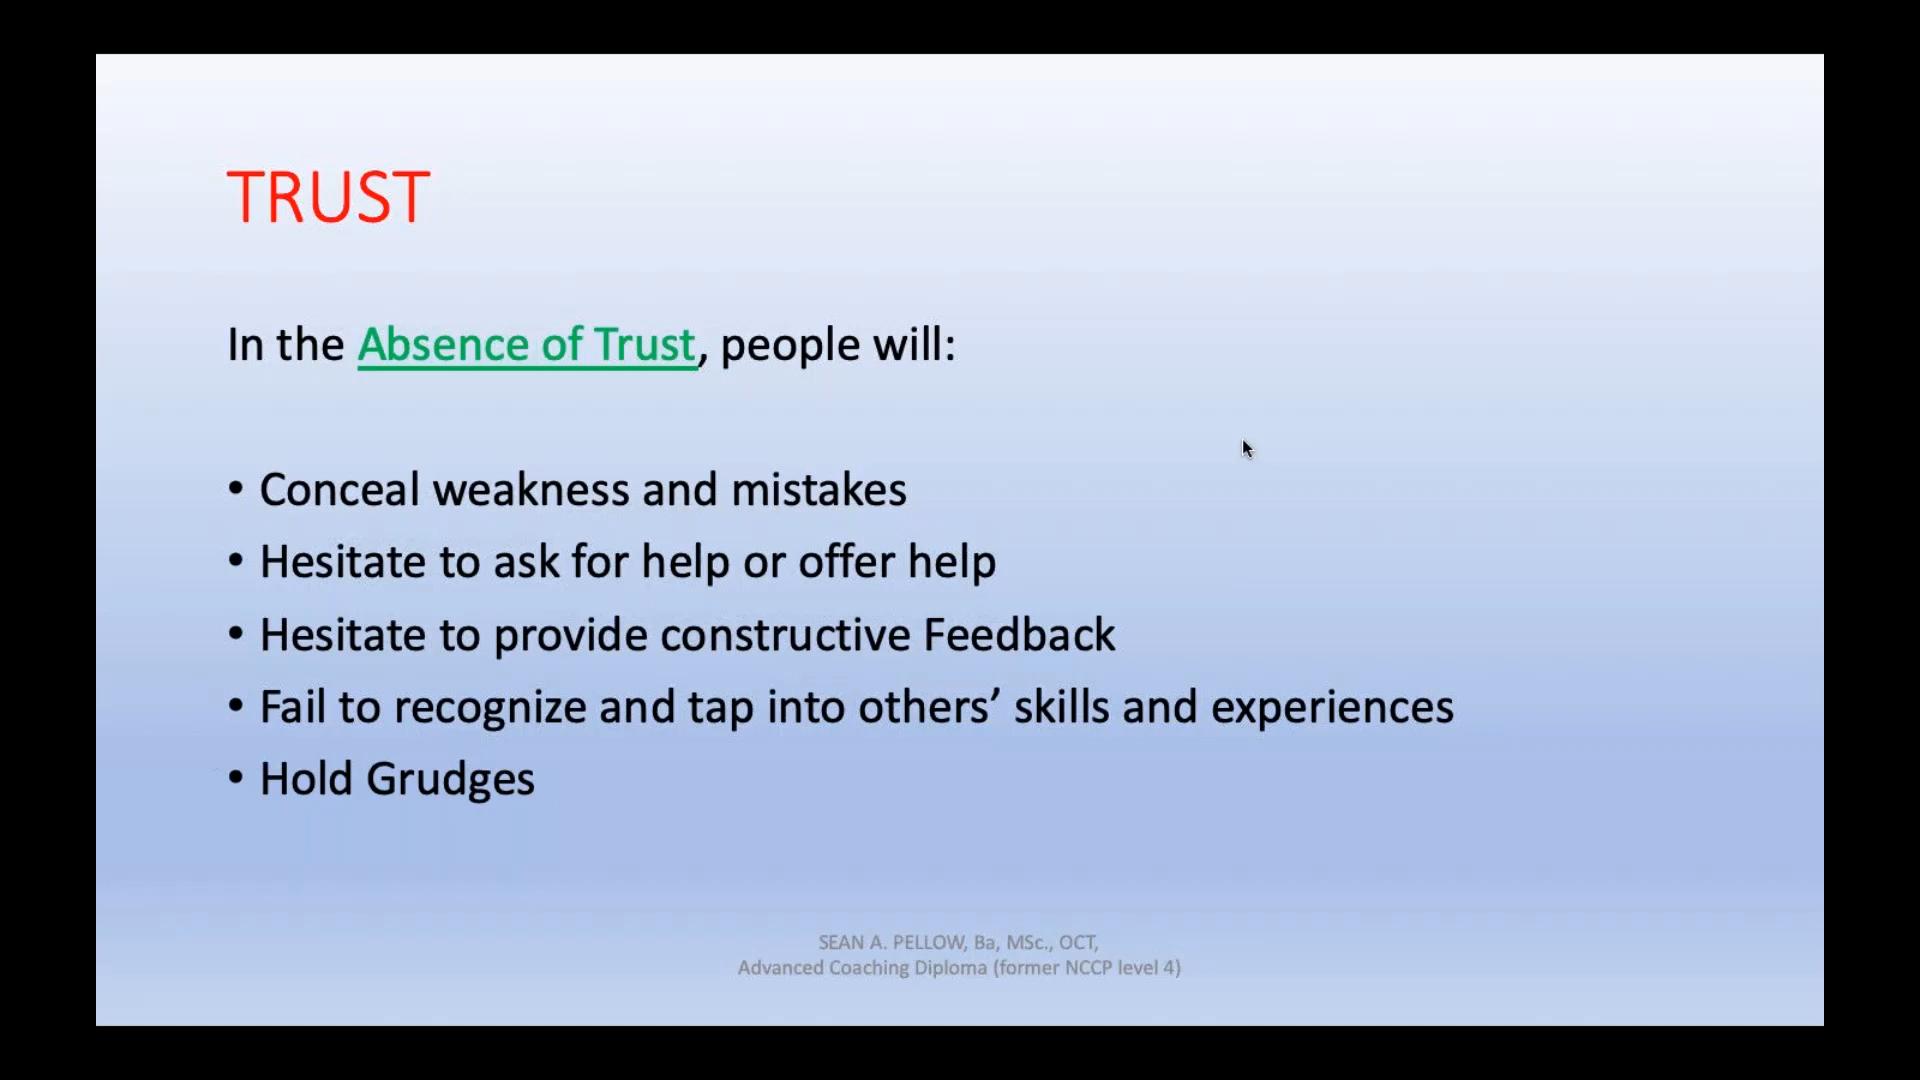 TRUST
In the Absence of Trust, people will:
• Conceal weakness and mistakes
• Hesitate to ask for help or offer help
• Hesitate to provide constructive Feedback
• Fail to recognize and tap into others’ skills and experiences
• Hold Grudges
SEAN A. PELLOW, Ba, MSc., OCT,
Advanced Coaching Diploma (former NCCP level 4)